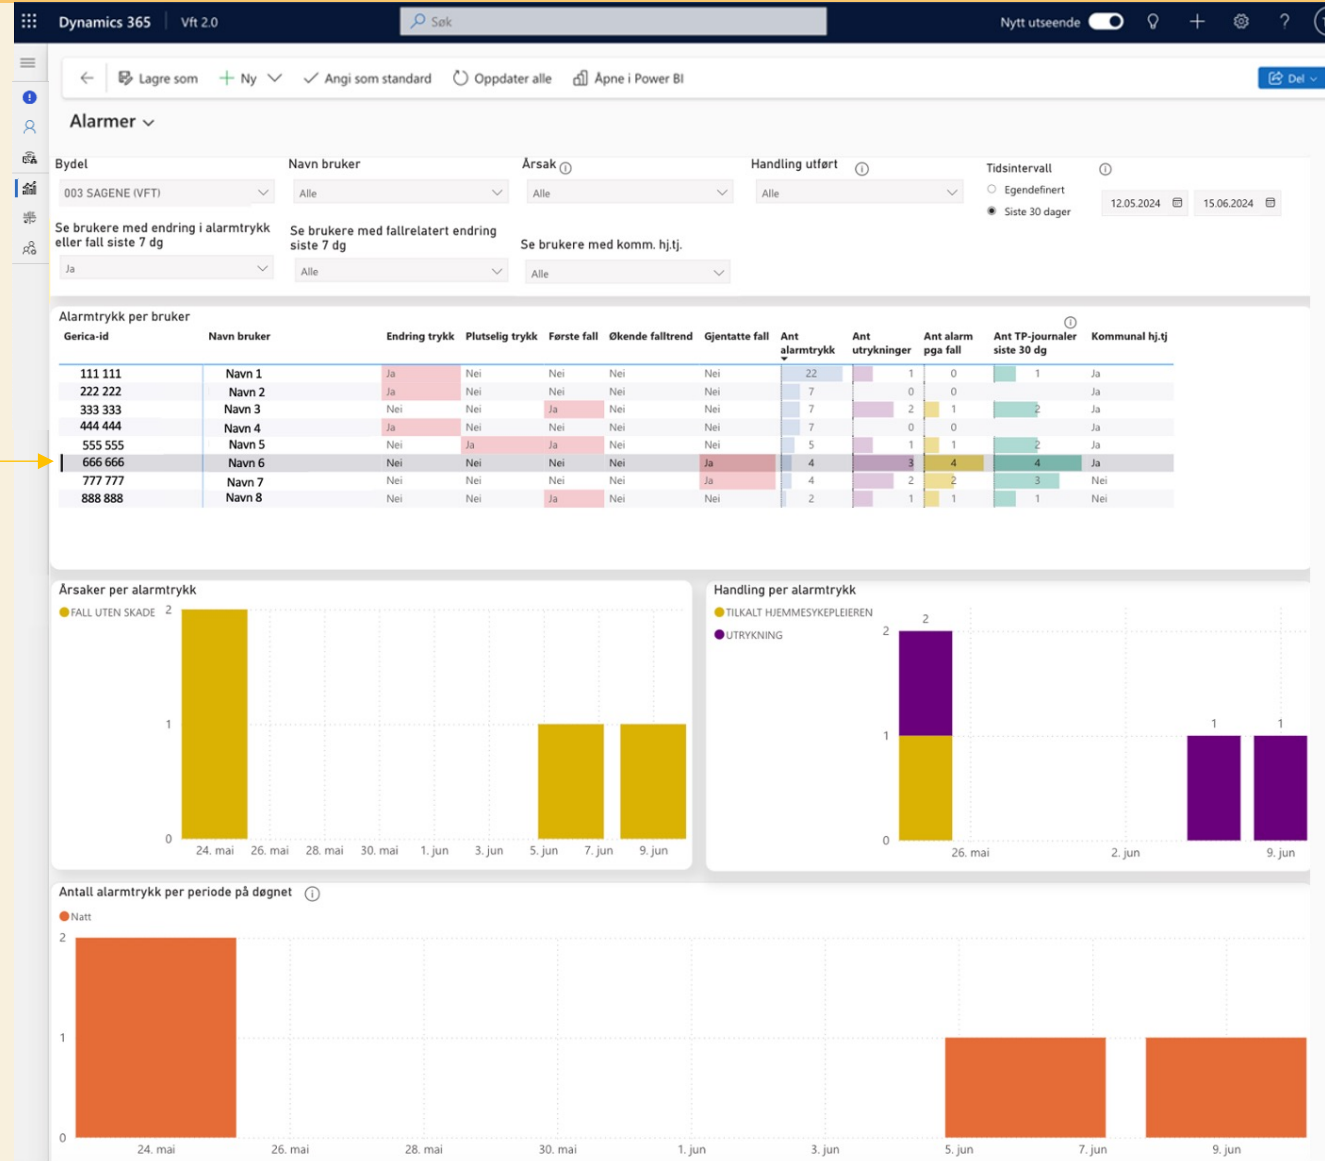 Dynamics 365 Vft 2.0 Søk Nytt utseende
Lagre som Ny Angi som standard Oppdater alle Åpne i Power BI Del
Alarmer
Bydel Navn bruker Årsak Handling utført Tidsintervall
003 SAGENE (VFT) Alle Alle Alle Egendefinert 12.05.2024 15.06.2024
Siste 30 dager
Se brukere med endring i alarmtrykk
eller fall siste 7 dg
Ja
Se brukere med fallrelatert endring
siste 7 dg
Alle
Se brukere med komm. hj.tj.
Alle
Alarmtrykk per bruker
Gerica-id Navn bruker Endring trykk Plutselig trykk Første fall Økende falltrend Gjentatte fall Ant alarmtrykk Ant utrykninger Ant alarm pga fall Ant TP-journaler siste 30 dg Kommunal hj.tj
111 111 Navn 1 Ja Nei Nei Nei Nei 22 1 0 1 Ja
222 222 Navn 2 Ja Nei Nei Nei Nei 7 0 0 Ja
333 333 Navn 3 Nei Nei Ja Nei Nei 7 2 1 2 Ja
444 444 Navn 4 Ja Nei Nei Nei Nei 7 0 0 Ja
555 555 Navn 5 Nei Ja Ja Nei Nei 5 1 1 2 Ja
666 666 Navn 6 Nei Nei Nei Nei Ja 4 3 4 4 Ja
777 777 Navn 7 Nei Nei Nei Nei Ja 4 2 2 3 Nei
888 888 Navn 8 Nei Nei Ja Nei Nei 2 1 1 1 Nei
Årsaker per alarmtrykk
FALL UTEN SKADE
2
1
0
24. mai 26. mai 28. mai 30. mai 1. jun 3. jun 5. jun 7. jun 9. jun
Handling per alarmtrykk
TILKALT HJEMMESYKEPLEIEREN
UTRYKNING
2
2
1 1
1
0
26. mai 2. jun 9. jun
Antall alarmtrykk per periode på døgnet
Natt
2
1
0
24. mai 26. mai 28. mai 30. mai 1. jun 3. jun 5. jun 7. jun 9. jun